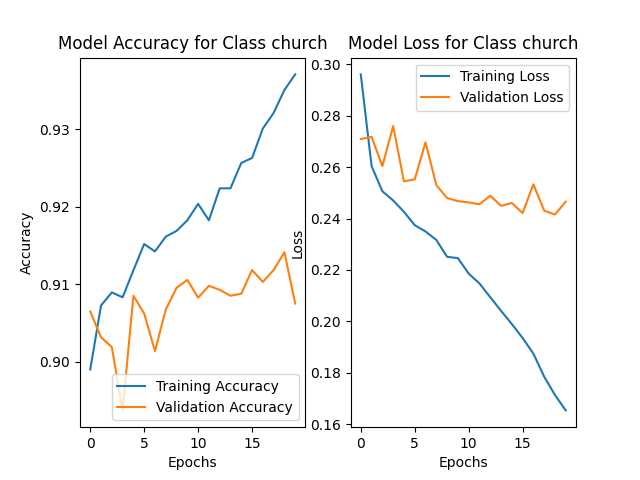 Model Accuracy for Class church
Accuracy
0.93
0.92
0.91
0.90
0 5 10 15
Epochs
Training Accuracy
Validation Accuracy
Model Loss for Class church
Loss
0.30
0.28
0.26
0.24
0.22
0.20
0.18
0.16
0 5 10 15
Epochs
Training Loss
Validation Loss